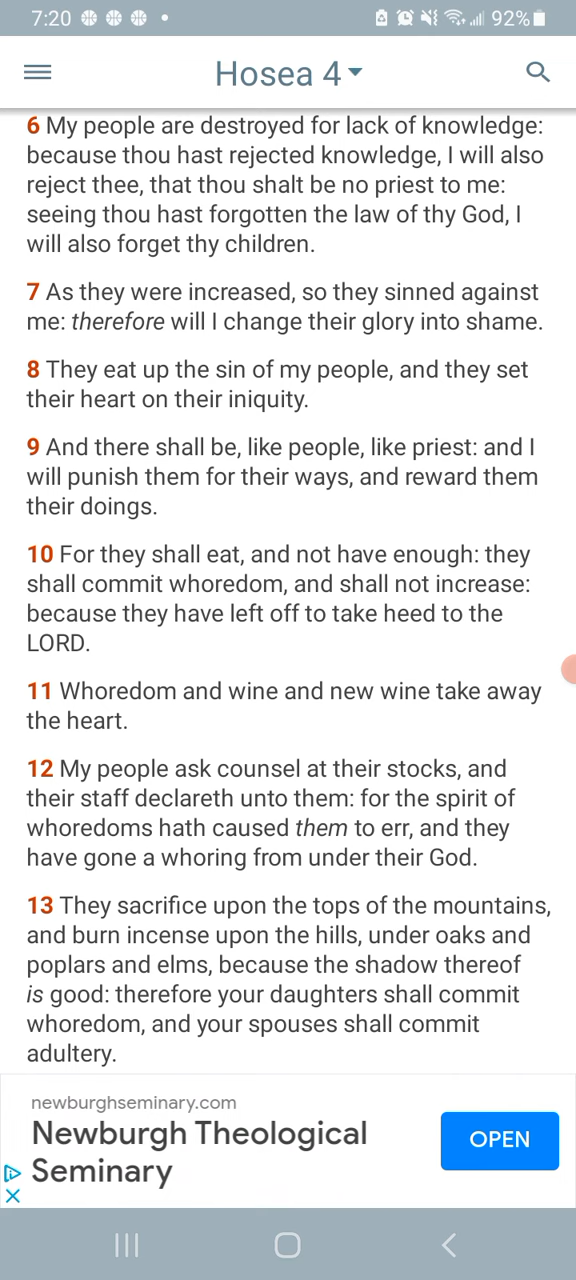 7:20 92%
Hosea 4
6 My people are destroyed for lack of knowledge:
because thou hast rejected knowledge, I will also
reject thee, that thou shalt be no priest to me:
seeing thou hast forgotten the law of thy God, I
will also forget thy children.
7 As they were increased, so they sinned against
me: therefore will I change their glory into shame.
8 They eat up the sin of my people, and they set
their heart on their iniquity.
9 And there shall be, like people, like priest: and I
will punish them for their ways, and reward them
their doings.
10 For they shall eat, and not have enough: they
shall commit whoredom, and shall not increase:
because they have left off to take heed to the
LORD.
11 Whoredom and wine and new wine take away
the heart.
12 My people ask counsel at their stocks, and
their staff declareth unto them: for the spirit of
whoredoms hath caused them to err, and they
have gone a whoring from under their God.
13 They sacrifice upon the tops of the mountains,
and burn incense upon the hills, under oaks and
poplars and elms, because the shadow thereof
is good: therefore your daughters shall commit
whoredom, and your spouses shall commit
adultery.
newburghseminary.com
Newburgh Theological
Seminary
OPEN